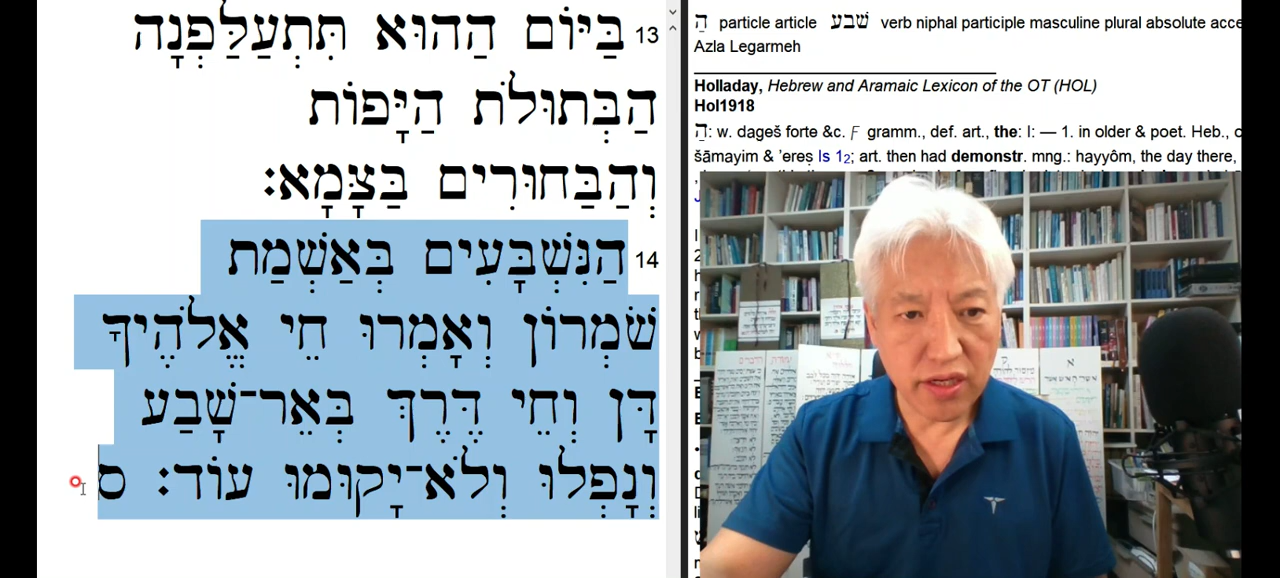 13 בַּיּוֹם הַהוּא תִּתְעַלַּפְנָה
הַבְּתוּלֹת הַיָּפוֹת
וְהַבַּחוּרִים בַּצָּמָא׃
14 הַנִּשְׁבָּעִים בְּאַשְׁמַת
שֹׁמְרוֹן וְאָמְרוּ חֵי אֱלֹהֶיךָ
דָּן וְחֵי דֶּרֶךְ בְּאֵר־שָׁבַע
וְנָפְלוּ וְלֹא־יָקוּמוּ עוֹד׃ ס
הַ particle article שׁבע verb niphal participle masculine plural absolute
Azla Legarmeh
Holladay, Hebrew and Aramaic Lexicon of the OT (HOL)
Hol1918
הַ: w. dageš forte &c. gramm., def. art., the: I: — 1. in older & poet. Heb.,
šāmayim & ʾereṣ Is 1₂; art. then had demonstr. mng.: hayyôm, the day there,